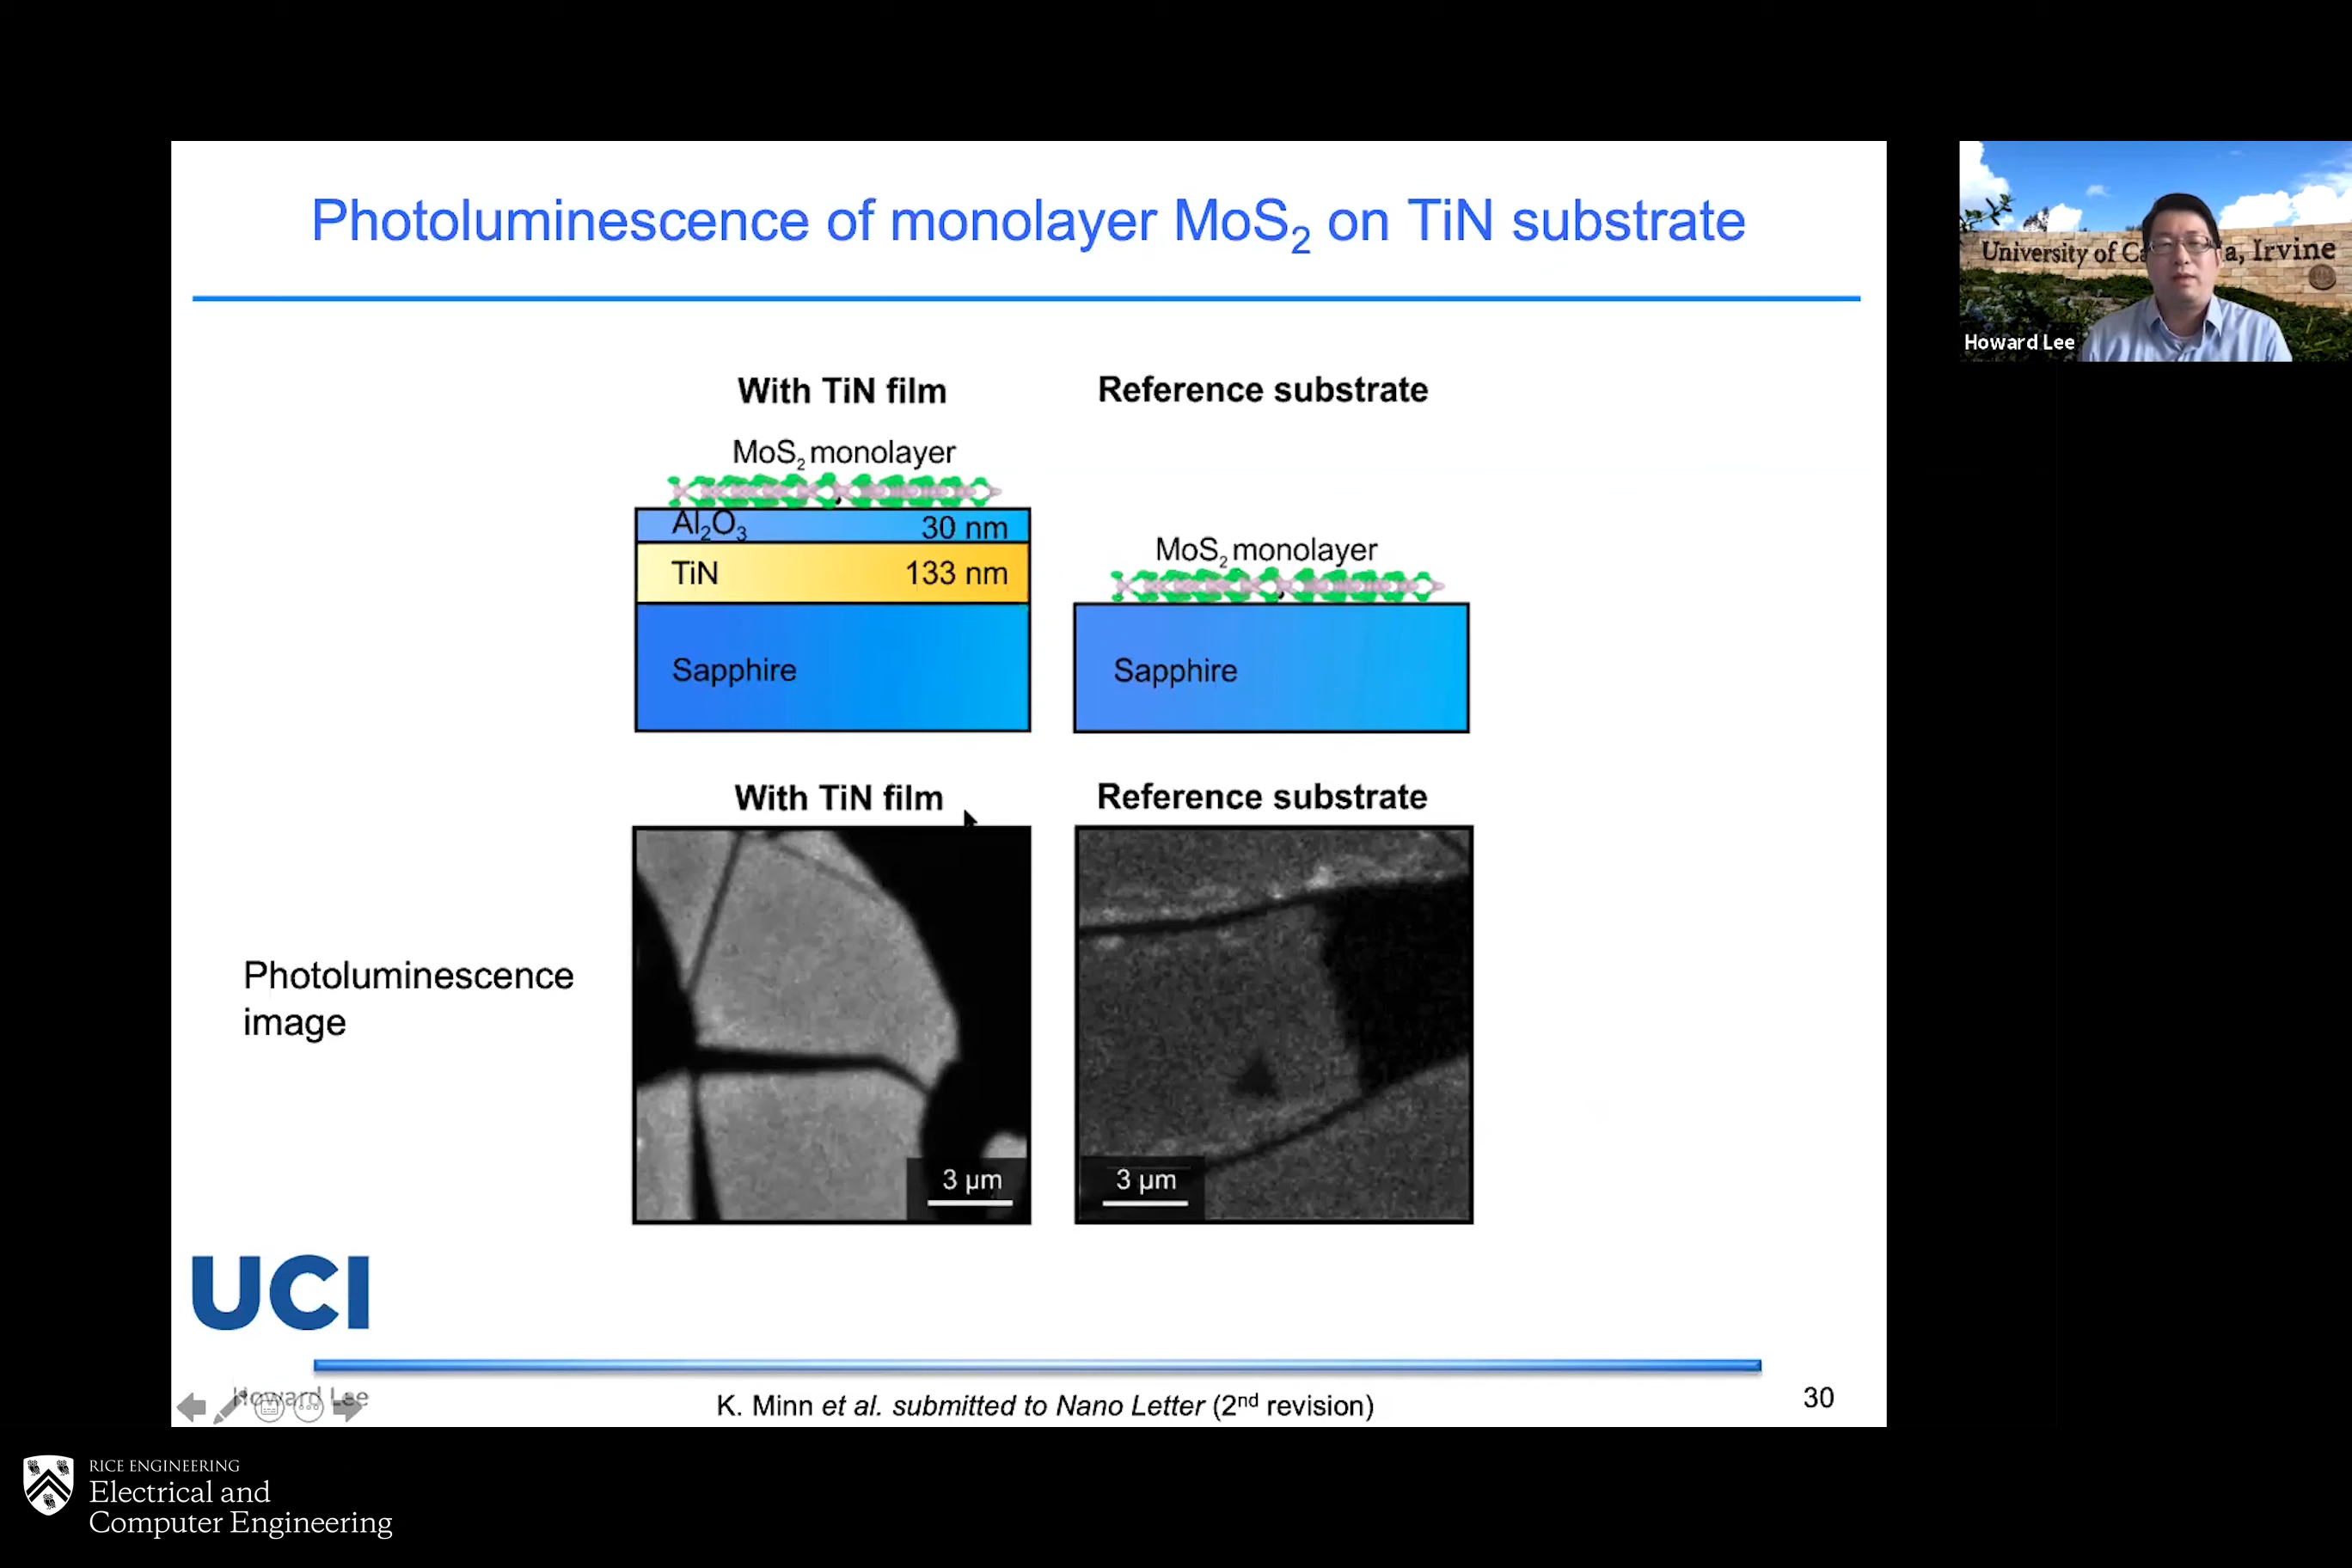 Photoluminescence of monolayer MoS₂ on TiN substrate
With TiN film
Reference substrate
MoS₂ monolayer
Al₂O₃ 30 nm
TiN 133 nm
Sapphire
MoS₂ monolayer
Sapphire
With TiN film
Reference substrate
Photoluminescence
image
3 μm
3 μm
UCI
Howard Lee
K. Minn et al. submitted to Nano Letter (2nd revision)
30
University of Ca a, Irvine
Howard Lee
RICE ENGINEERING
Electrical and
Computer Engineering